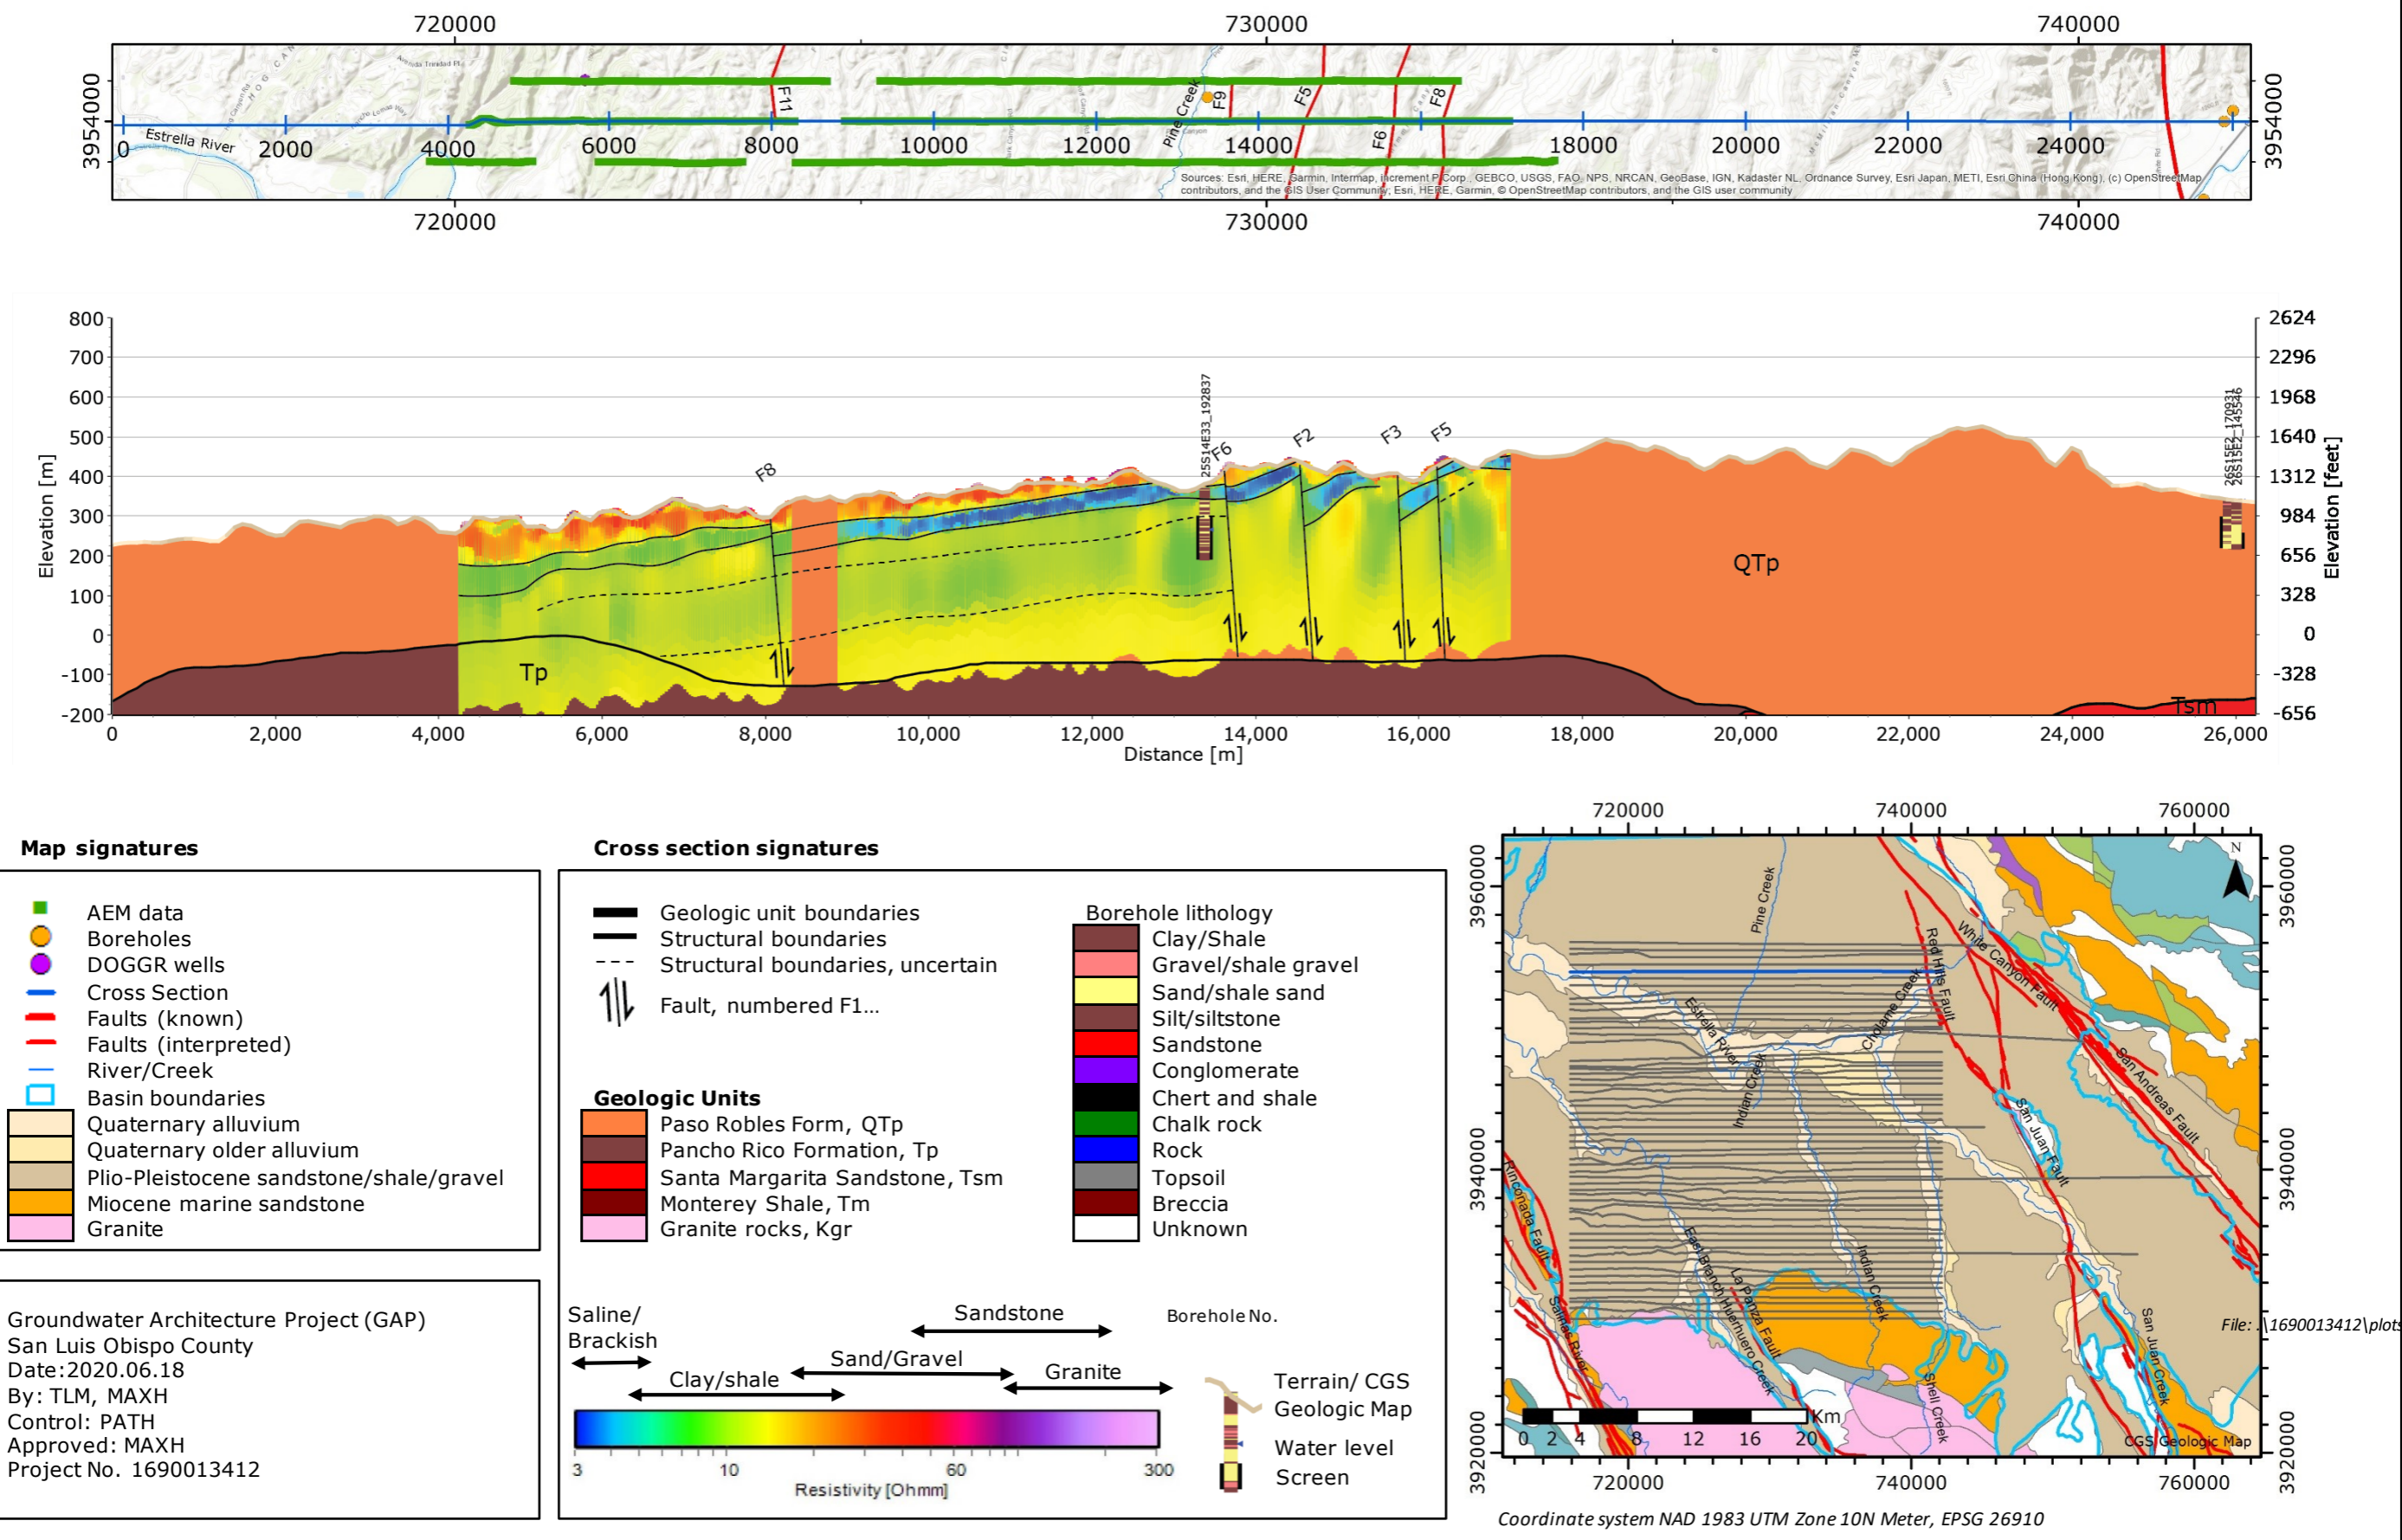 720000 730000 740000
3954000
3954000
Estrella River
Pine Creek
F11
F9
F5
F6
F8
0 2000 4000 6000 8000 10000 12000 14000 18000 20000 22000 24000
Sources: Esri, HERE, Garmin, Intermap, increment P Corp., GEBCO, USGS, FAO, NPS, NRCAN, GeoBase, IGN, Kadaster NL, Ordnance Survey, Esri Japan, METI, Esri China (Hong Kong), (c) OpenStreetMap
contributors, and the GIS User Community; Esri, HERE, Garmin, © OpenStreetMap contributors, and the GIS user community
720000 730000 740000
800 2624
700 2296
600 1968
500 1640
400 1312
300 984
200 656
100 328
0 0
-100 -328
-200 -656
Elevation [m]
Elevation [feet]
25S14E33_192837
26S15E2_170931
26S15E2_145546
F8
F6
F2
F3
F5
QTp
Tp
Tsm
0 2,000 4,000 6,000 8,000 10,000 12,000 14,000 16,000 18,000 20,000 22,000 24,000 26,000
Distance [m]
Map signatures
AEM data
Boreholes
DOGGR wells
Cross Section
Faults (known)
Faults (interpreted)
River/Creek
Basin boundaries
Quaternary alluvium
Quaternary older alluvium
Plio-Pleistocene sandstone/shale/gravel
Miocene marine sandstone
Granite
Groundwater Architecture Project (GAP)
San Luis Obispo County
Date:2020.06.18
By: TLM, MAXH
Control: PATH
Approved: MAXH
Project No. 1690013412
Cross section signatures
Geologic unit boundaries
Structural boundaries
Structural boundaries, uncertain
Fault, numbered F1...
Geologic Units
Paso Robles Form, QTp
Pancho Rico Formation, Tp
Santa Margarita Sandstone, Tsm
Monterey Shale, Tm
Granite rocks, Kgr
Borehole lithology
Clay/Shale
Gravel/shale gravel
Sand/shale sand
Silt/siltstone
Sandstone
Conglomerate
Chert and shale
Chalk rock
Rock
Topsoil
Breccia
Unknown
Saline/
Brackish
Clay/shale
Sand/Gravel
Sandstone
Granite
3 10 60 300
Resistivity [Ohmm]
Borehole No.
Terrain/ CGS
Geologic Map
Water level
Screen
720000 740000 760000
3960000
3940000
3920000
3960000
3940000
3920000
N
Pine Creek
Red Hills Fault
White Canyon Fault
Cholame Creek
Estrella River
Indian Creek
San Andreas Fault
San Juan Fault
Rinconada Fault
Salinas River
East Branch Huerhuero Creek
La Panza Fault
Indian Creek
Shell Creek
San Juan Creek
Km
0 2 4 8 12 16 20
CGS Geologic Map
720000 740000 760000
File: .\1690013412\plots
Coordinate system NAD 1983 UTM Zone 10N Meter, EPSG 26910